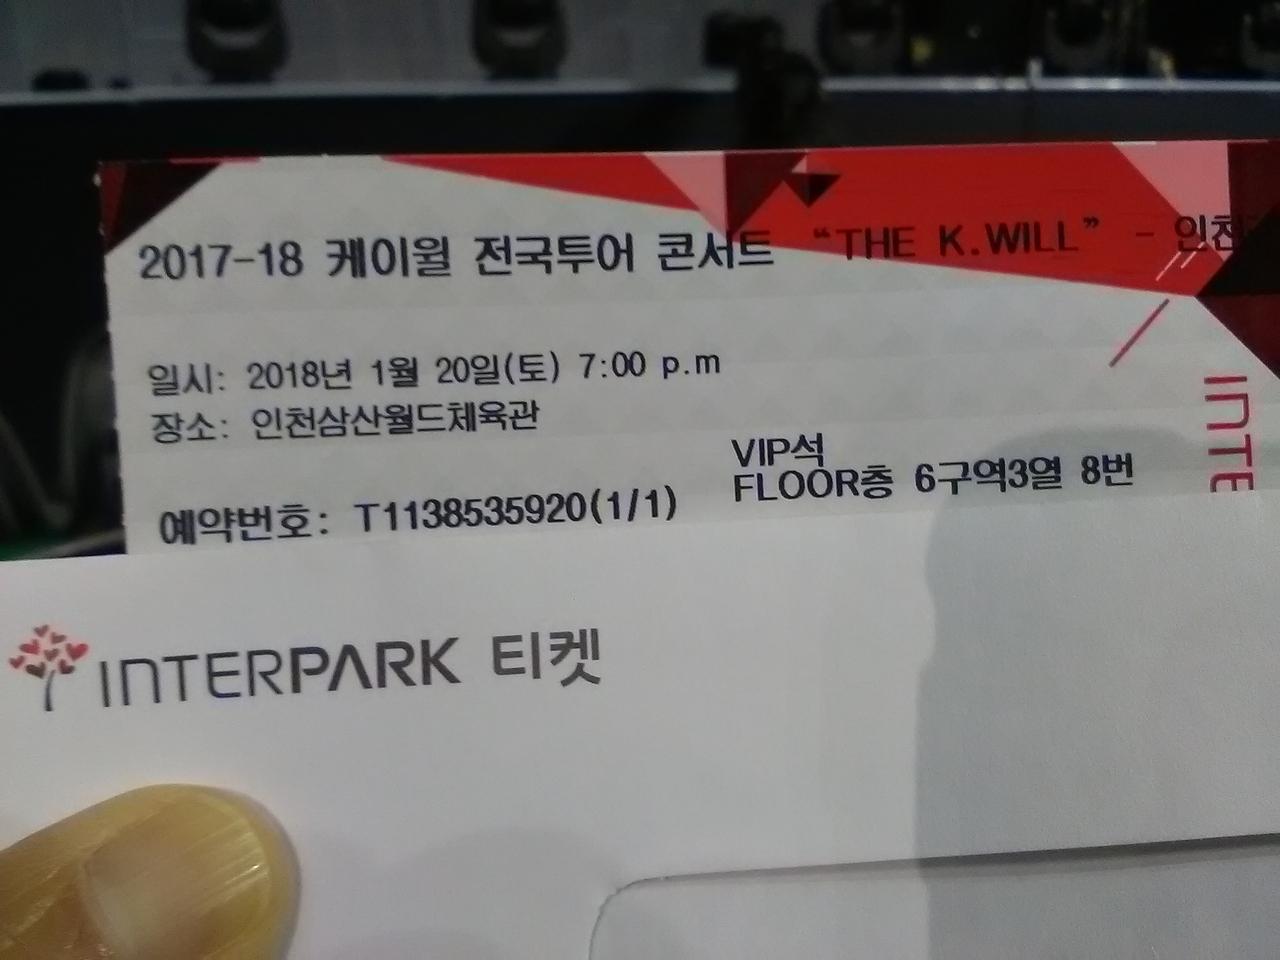 2017-18 케이윌 전국투어 콘서트 “THE K.WILL” - 인천
일시: 2018년 1월 20일(토) 7:00 p.m
장소: 인천삼산월드체육관
VIP석
FLOOR층 6구역3열 8번
예약번호: T1138535920(1/1)
INTE
INTERPARK 티켓